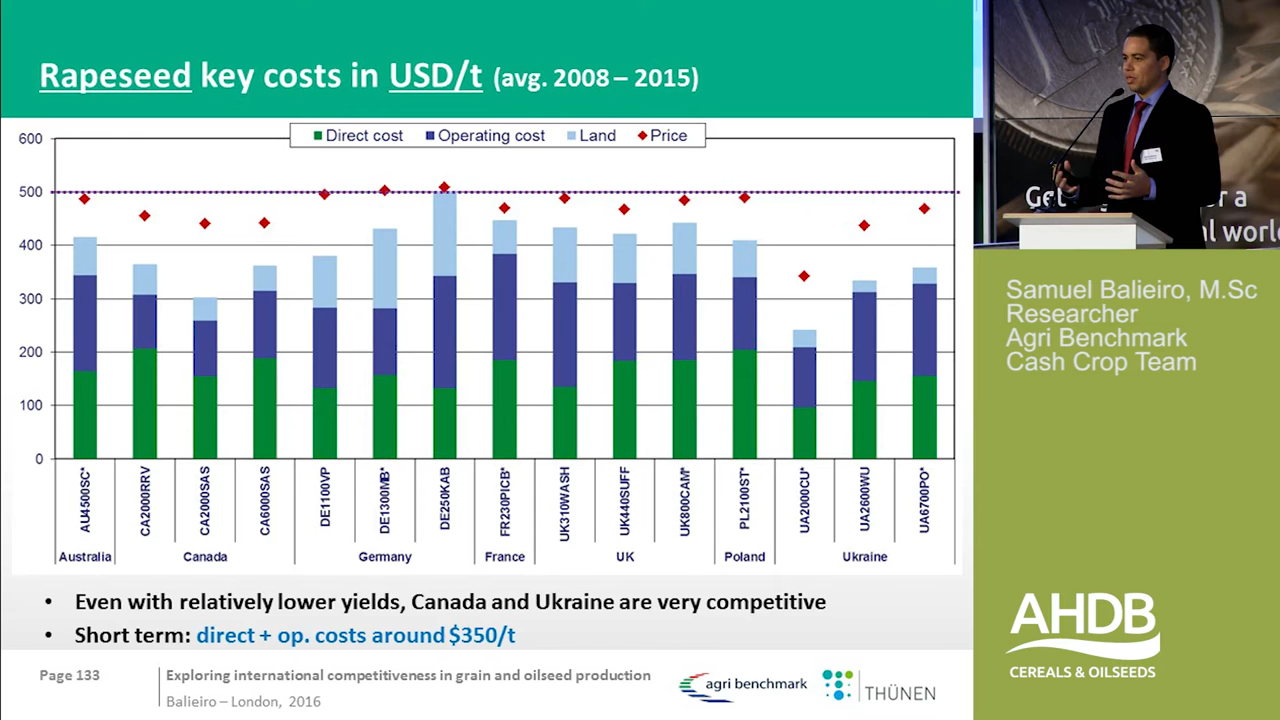 Rapeseed key costs in USD/t (avg. 2008 – 2015)
Direct cost Operating cost Land Price
600
500
400
300
200
100
0
AU4500SC*
CA2000RRV
CA2000SAS
CA6000SAS
DE1100VP
DE1300MB*
DE250KAB
FR230PICB*
UK310WASH
UK440SUFF
UK800CAM*
PL2100ST*
UA2000CU*
UA2600WU
UA6700PO*
Australia Canada Germany France UK Poland Ukraine
• Even with relatively lower yields, Canada and Ukraine are very competitive
• Short term: direct + op. costs around $350/t
Page 133
Exploring international competitiveness in grain and oilseed production
Balieiro – London, 2016
agri benchmark
THÜNEN
r a
l worl
Samuel Balieiro, M.Sc
Researcher
Agri Benchmark
Cash Crop Team
AHDB
CEREALS & OILSEEDS